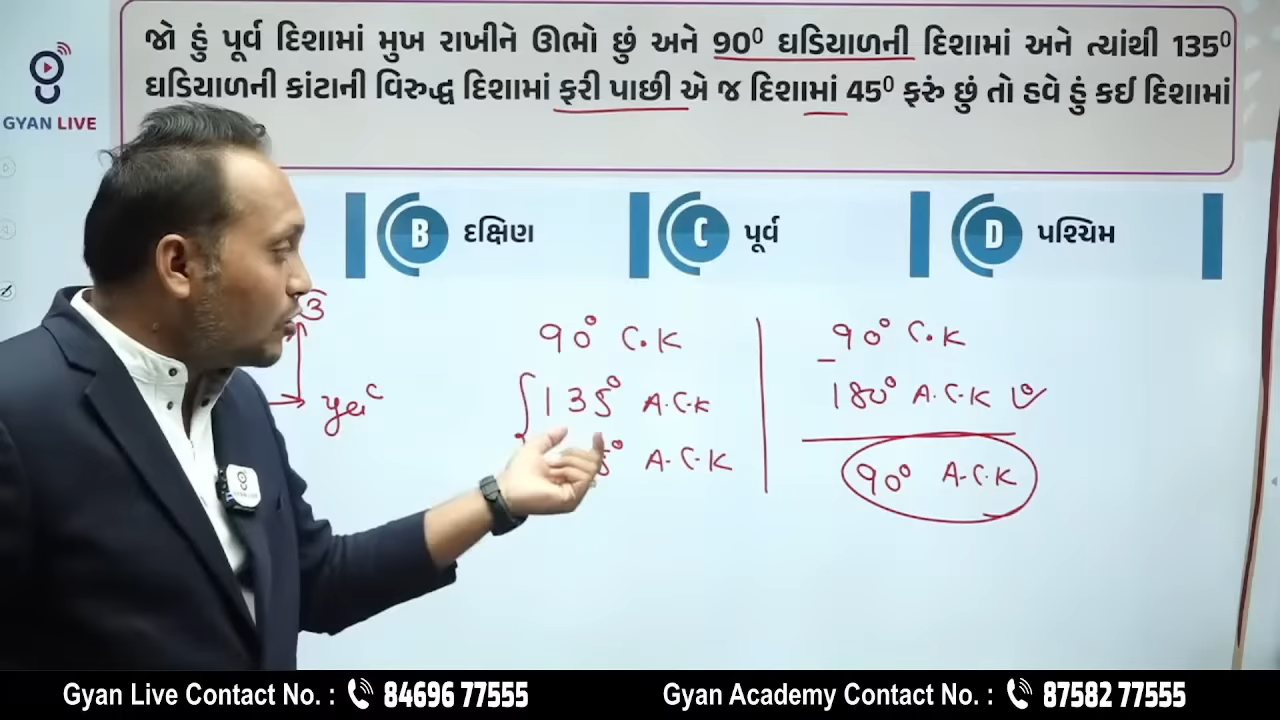 જો હું પૂર્વ દિશામાં મુખ રાખીને ઊભો છું અને 90⁰ ઘડિયાળની દિશામાં અને ત્યાંથી 135⁰
ઘડિયાળની કાંટાની વિરુદ્ધ દિશામાં ફરી પાછી એ જ દિશામાં 45⁰ ફરું છું તો હવે હું કઈ દિશામાં
GYAN LIVE
B દક્ષિણ
C પૂર્વ
D પશ્ચિમ
90° C.K
135° A.C.K
5° A.C.K
90° C.K
180° A.C.K
90° A.C.K
Gyan Live Contact No. : 84696 77555
Gyan Academy Contact No. : 87582 77555